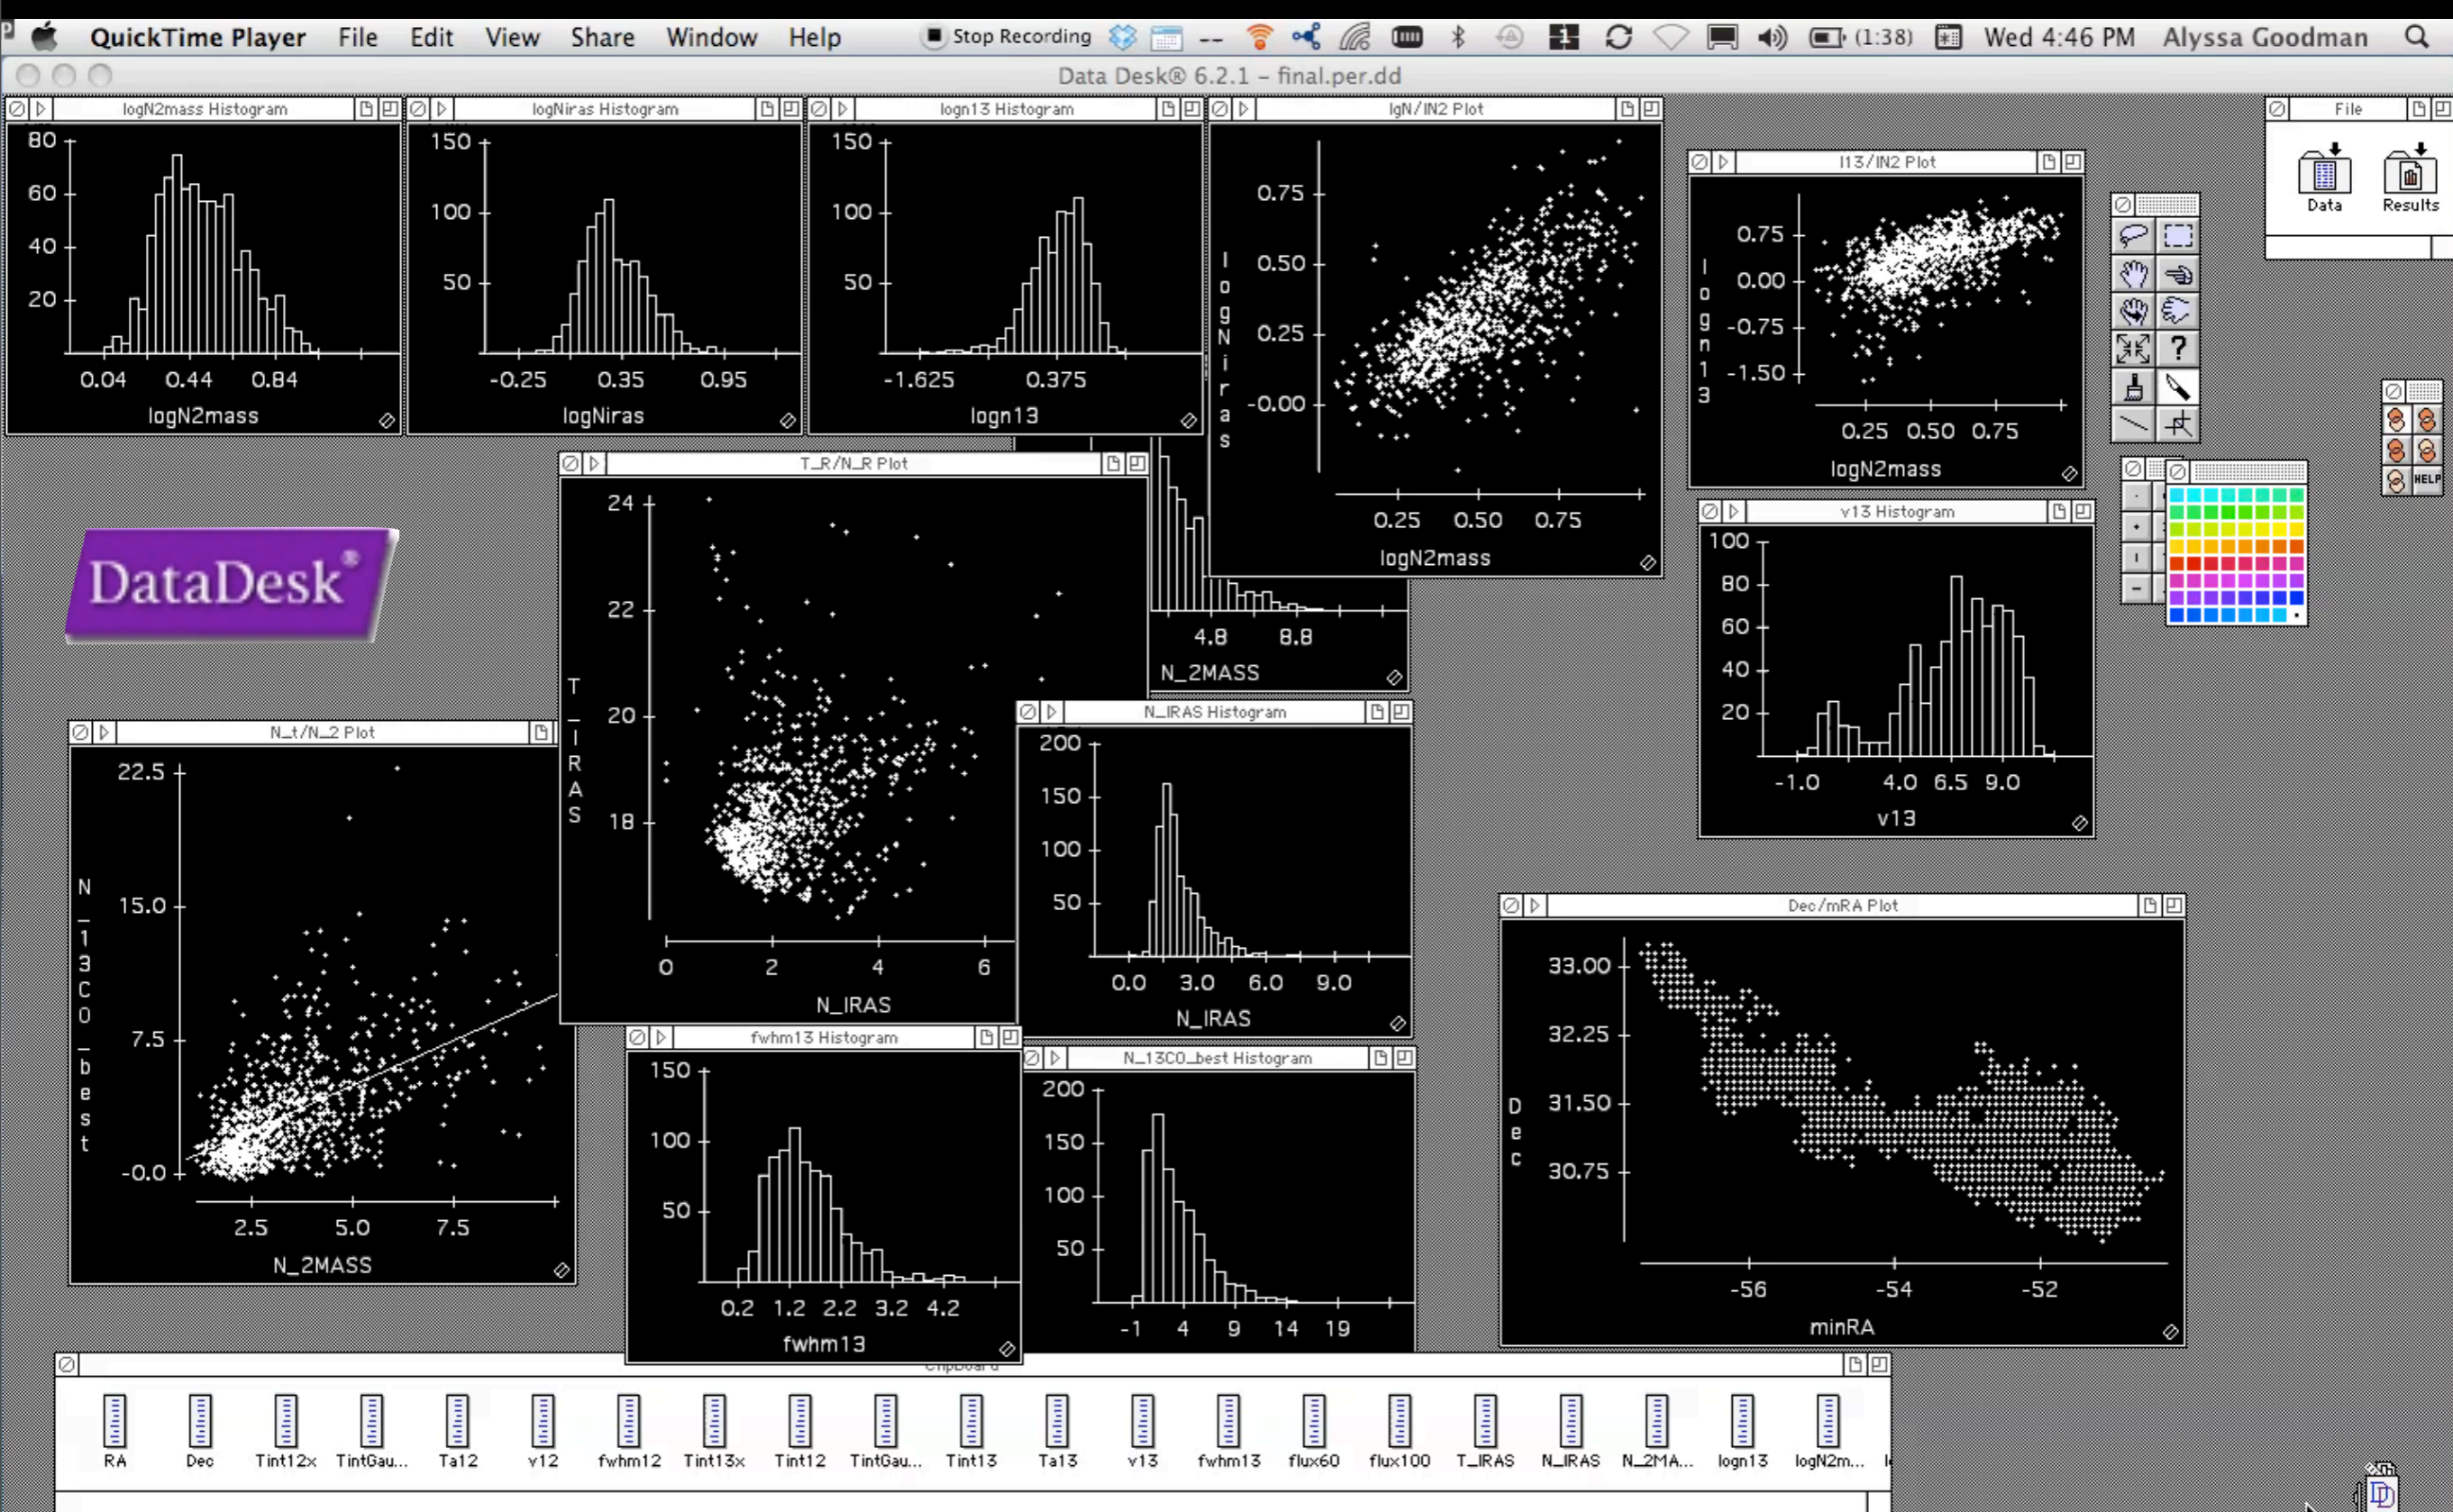 QuickTime Player File Edit View Share Window Help Stop Recording -- 1 (1:38) Wed 4:46 PM Alyssa Goodman
Data Desk® 6.2.1 – final.per.dd
logN2mass Histogram
80
60
40
20
0.04 0.44 0.84
logN2mass
logNiras Histogram
150
100
50
-0.25 0.35 0.95
logNiras
logn13 Histogram
150
100
50
-1.625 0.375
logn13
lgN/lN2 Plot
logNiras
0.75
0.50
0.25
-0.00
0.25 0.50 0.75
logN2mass
l13/lN2 Plot
logn13
0.75
0.00
-0.75
-1.50
0.25 0.50 0.75
logN2mass
File
Data Results
?
HELP
DataDesk®
T_R/N_R Plot
T_IRAS
24
22
20
18
0 2 4 6
N_IRAS
4.8 8.8
N_2MASS
v13 Histogram
100
80
60
40
20
-1.0 4.0 6.5 9.0
v13
N_t/N_2 Plot
N_13CO_best
22.5
15.0
7.5
-0.0
2.5 5.0 7.5
N_2MASS
N_IRAS Histogram
200
150
100
50
0.0 3.0 6.0 9.0
N_IRAS
fwhm13 Histogram
150
100
50
0.2 1.2 2.2 3.2 4.2
fwhm13
N_13CO_best Histogram
200
150
100
50
-1 4 9 14 19
Dec/mRA Plot
Dec
33.00
32.25
31.50
30.75
-56 -54 -52
minRA
Clipboard
RA Dec Tint12x TintGau... Ta12 v12 fwhm12 Tint13x Tint12 TintGau... Tint13 Ta13 v13 fwhm13 flux60 flux100 T_IRAS N_IRAS N_2MA... logn13 logN2m...
DD